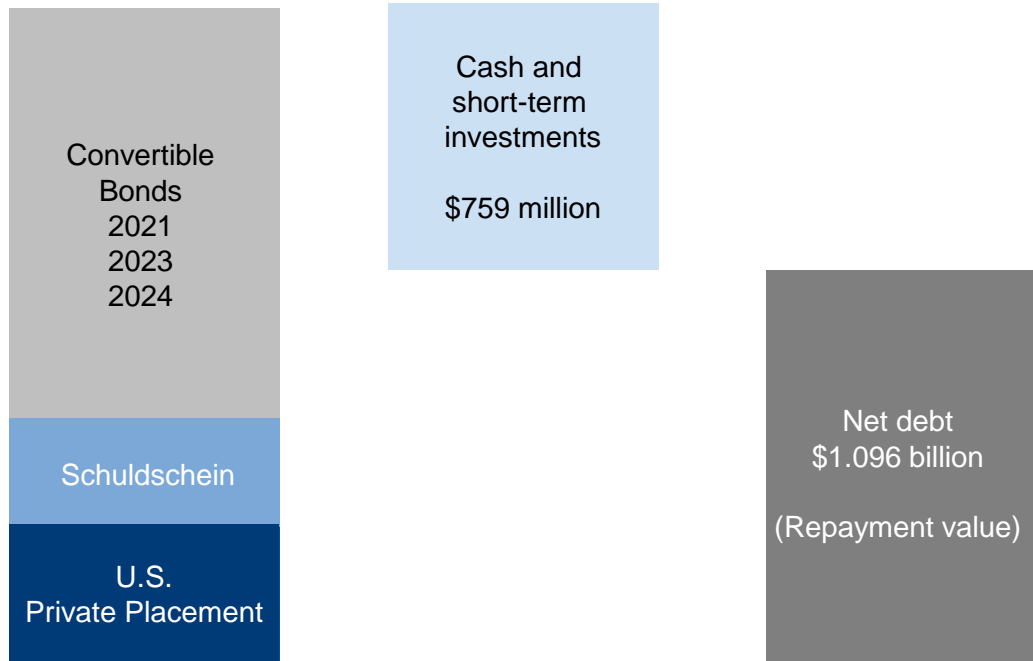 Convertible
Bonds
2021
2023
2024
Schuldschein
U.S.
Private Placement
Cash and
short-term
investments
$759 million
Net debt
$1.096 billion
(Repayment value)